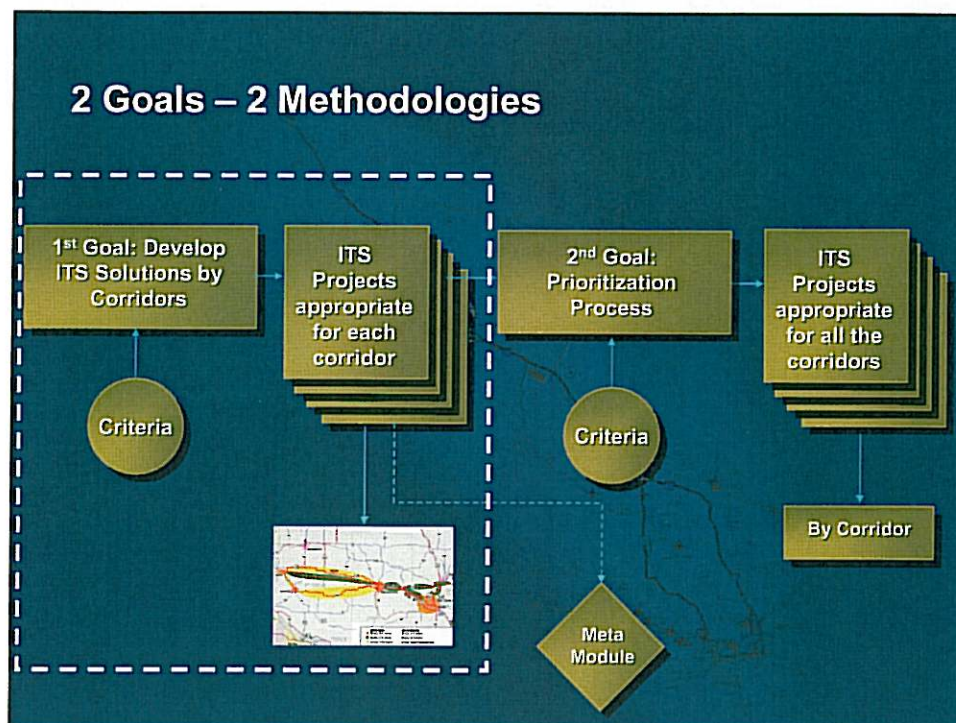 2 Goals – 2 Methodologies
1st Goal: Develop
ITS Solutions by
Corridors
ITS
Projects
appropriate
for each
corridor
2nd Goal:
Prioritization
Process
ITS
Projects
appropriate
for all the
corridors
Criteria
Criteria
By Corridor
Meta
Module